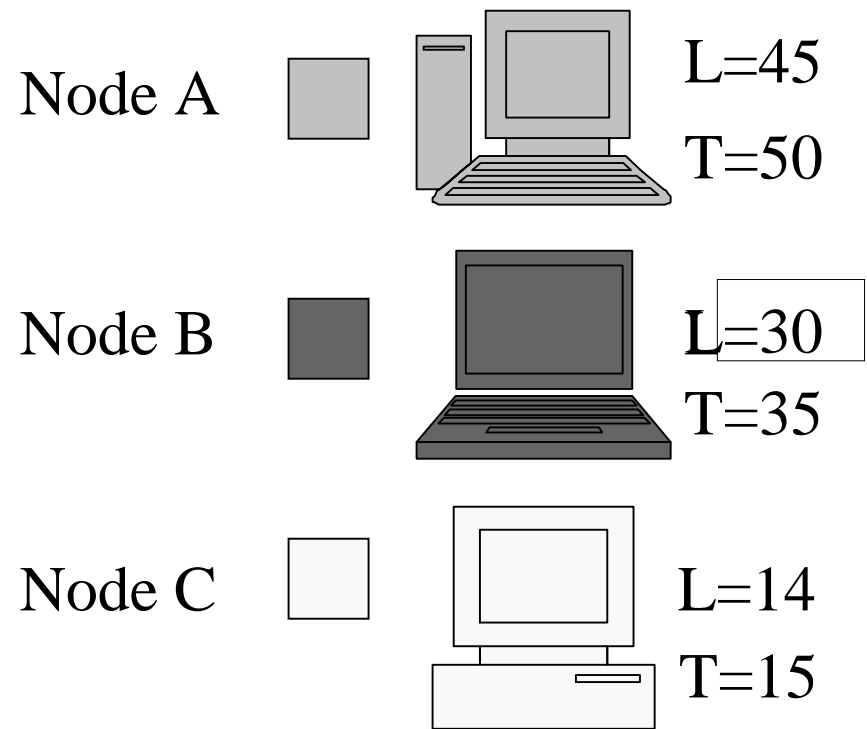 Node A
L=45
T=50
Node B
L=30
T=35
Node C
L=14
T=15